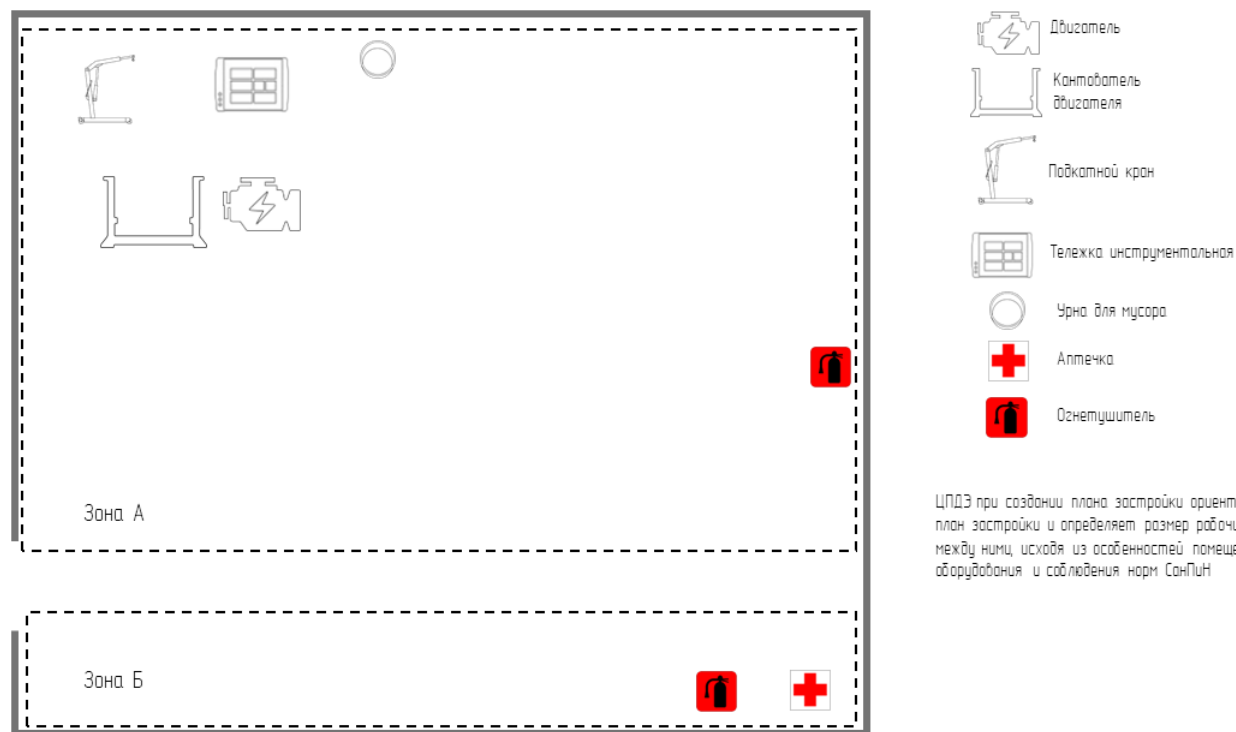 Двигатель
Кантователь
двигателя
Подкатной кран
Тележка инструментальная
Урна для мусора
Аптечка
Огнетушитель
Зона А
ЦПДЭ при создании плана застройки
план застройки и определяет размер
между ними, исходя из особенностей
оборудования и соблюдения норм СанПиН
Зона Б